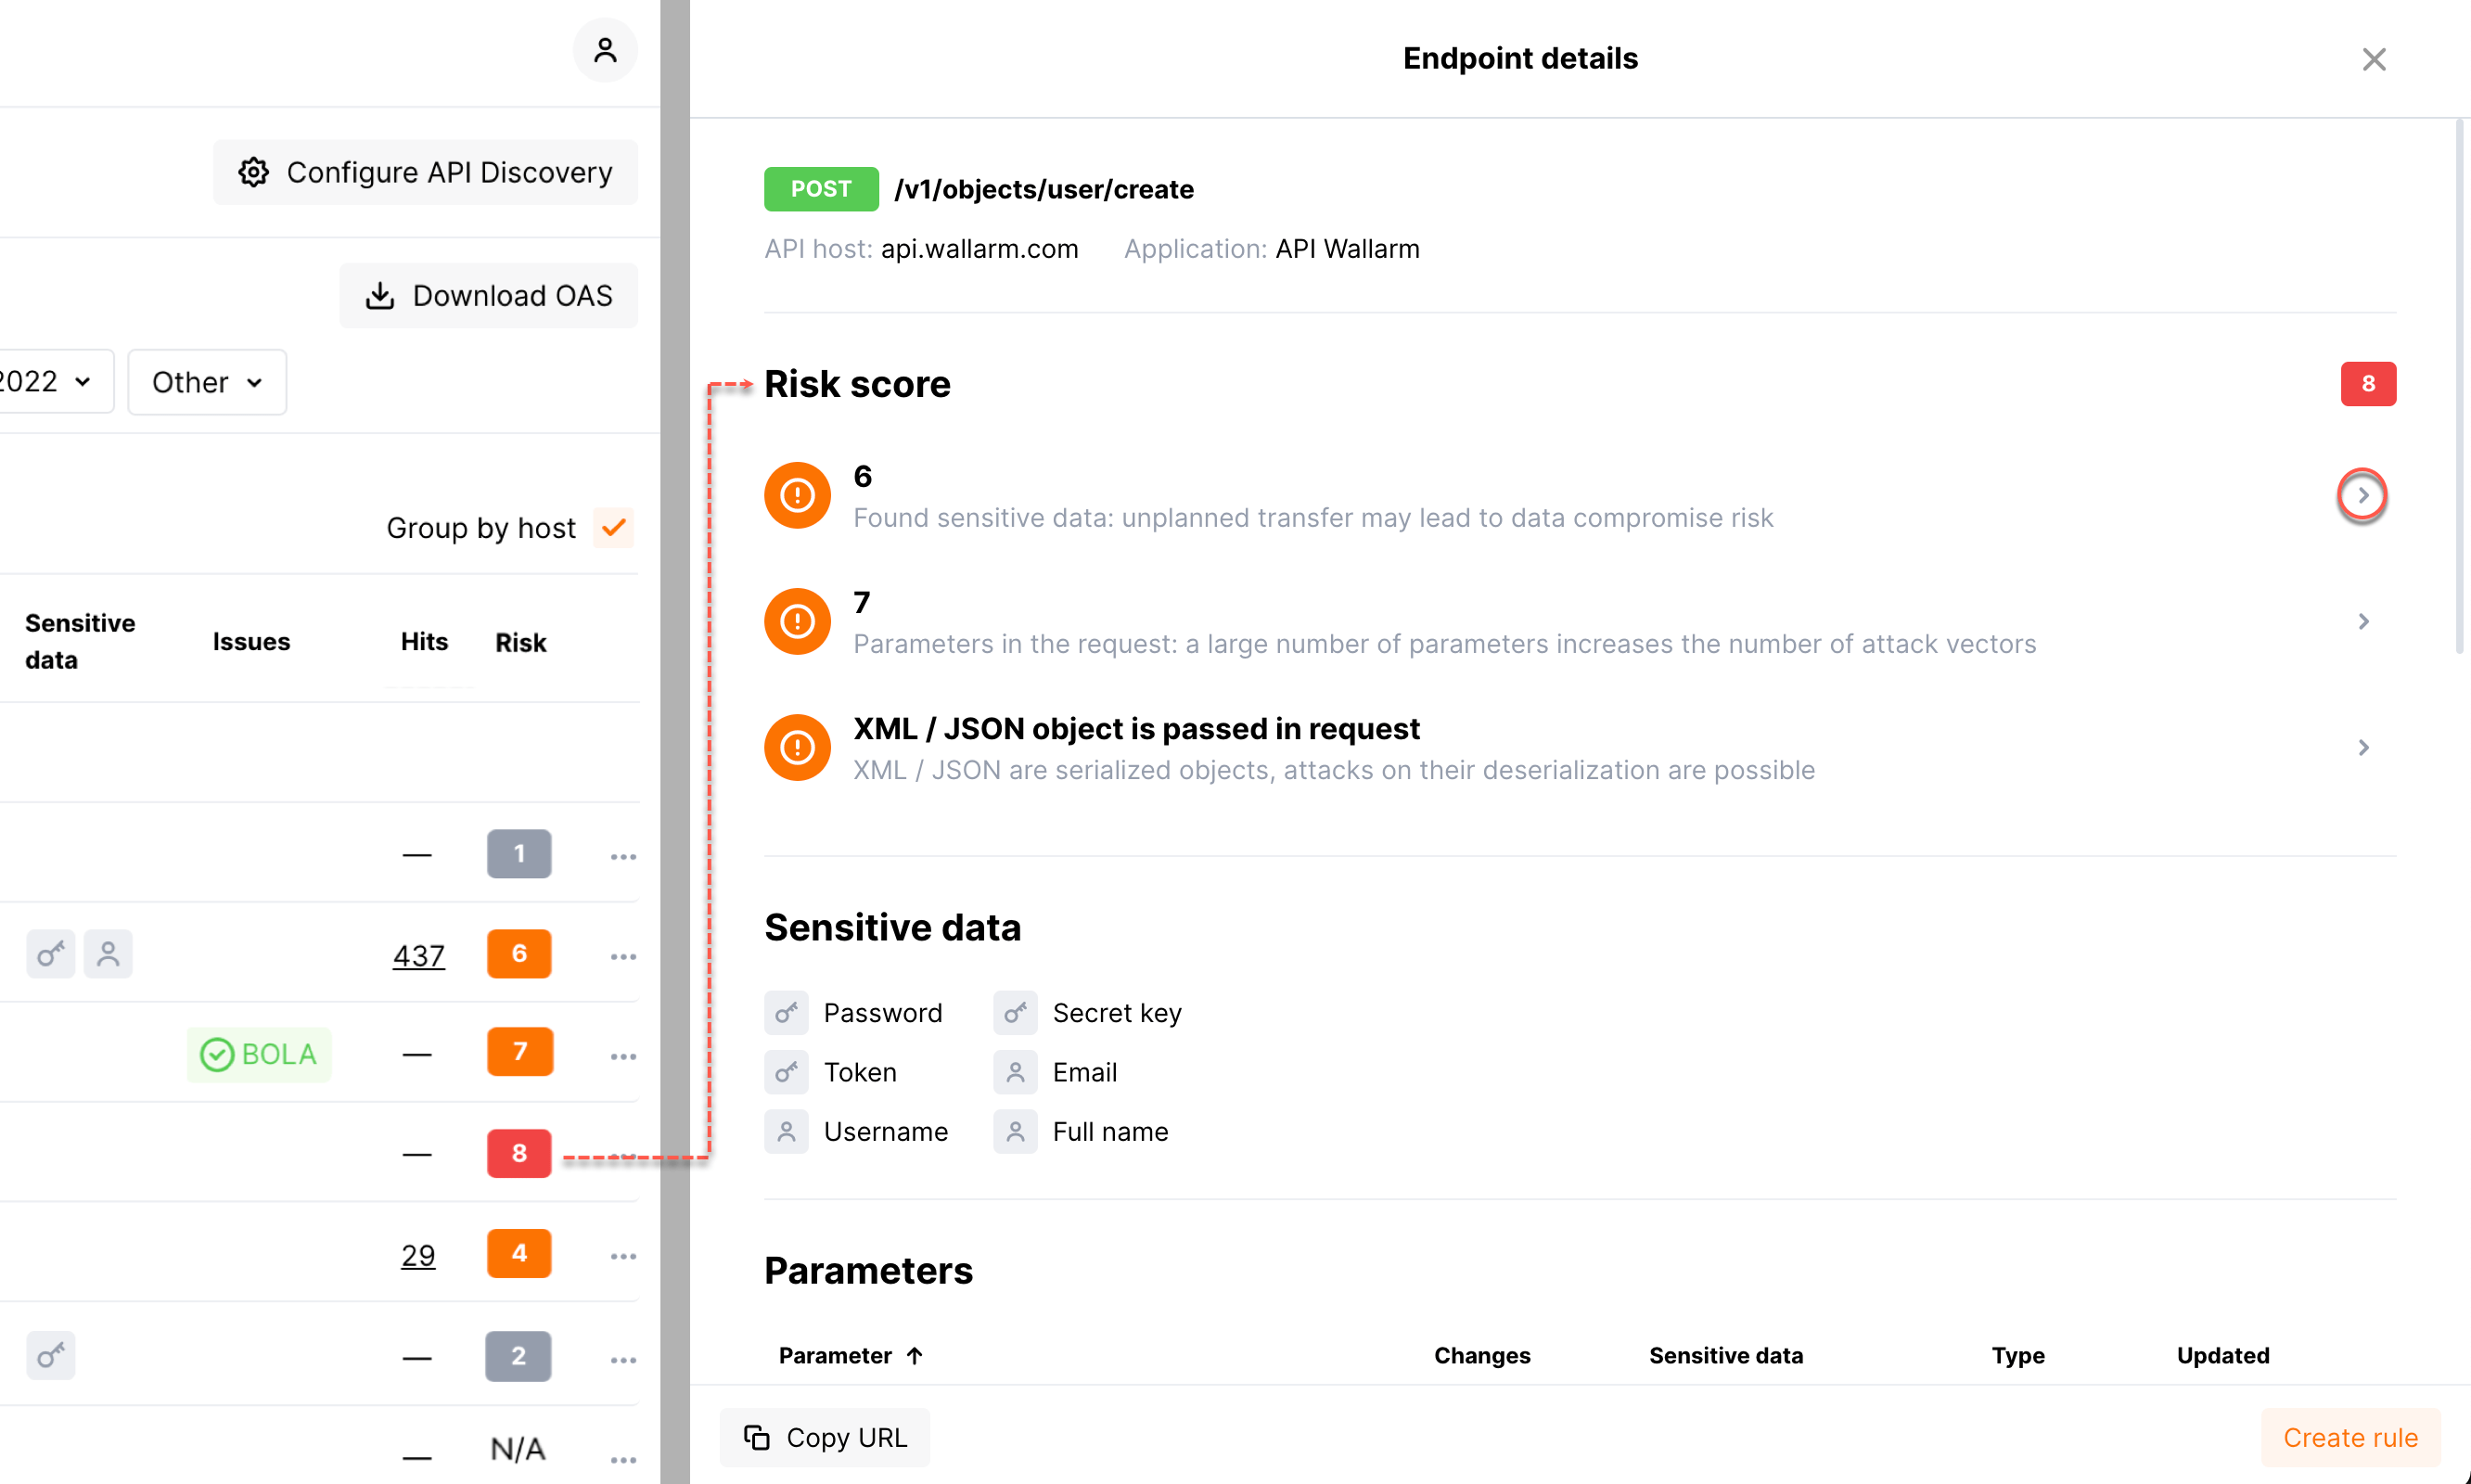 Configure API Discovery
Download OAS
2022
Other
Group by host
Sensitive
data
Issues
Hits
Risk
— 1
437 6
BOLA — 7
— 8
29 4
— 2
— N/A
Endpoint details
POST /v1/objects/user/create
API host: api.wallarm.com Application: API Wallarm
Risk score 8
6
Found sensitive data: unplanned transfer may lead to data compromise risk
7
Parameters in the request: a large number of parameters increases the number of attack vectors
XML / JSON object is passed in request
XML / JSON are serialized objects, attacks on their deserialization are possible
Sensitive data
Password Secret key
Token Email
Username Full name
Parameters
Parameter Changes Sensitive data Type Updated
Copy URL Create rule